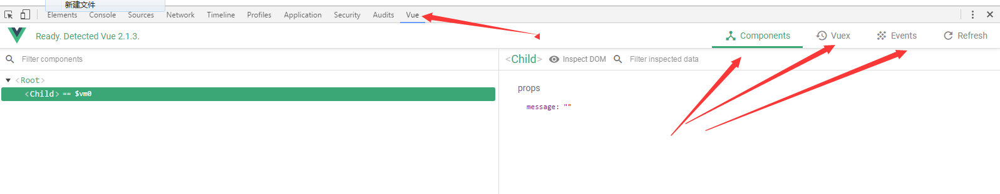 新建文件
Elements Console Sources Network Timeline Profiles Application Security Audits Vue
Ready. Detected Vue 2.1.3. Components Vuex Events Refresh
Filter components <Child> Inspect DOM Filter inspected data
<Root>
<Child> == $vm0
props
message: ""